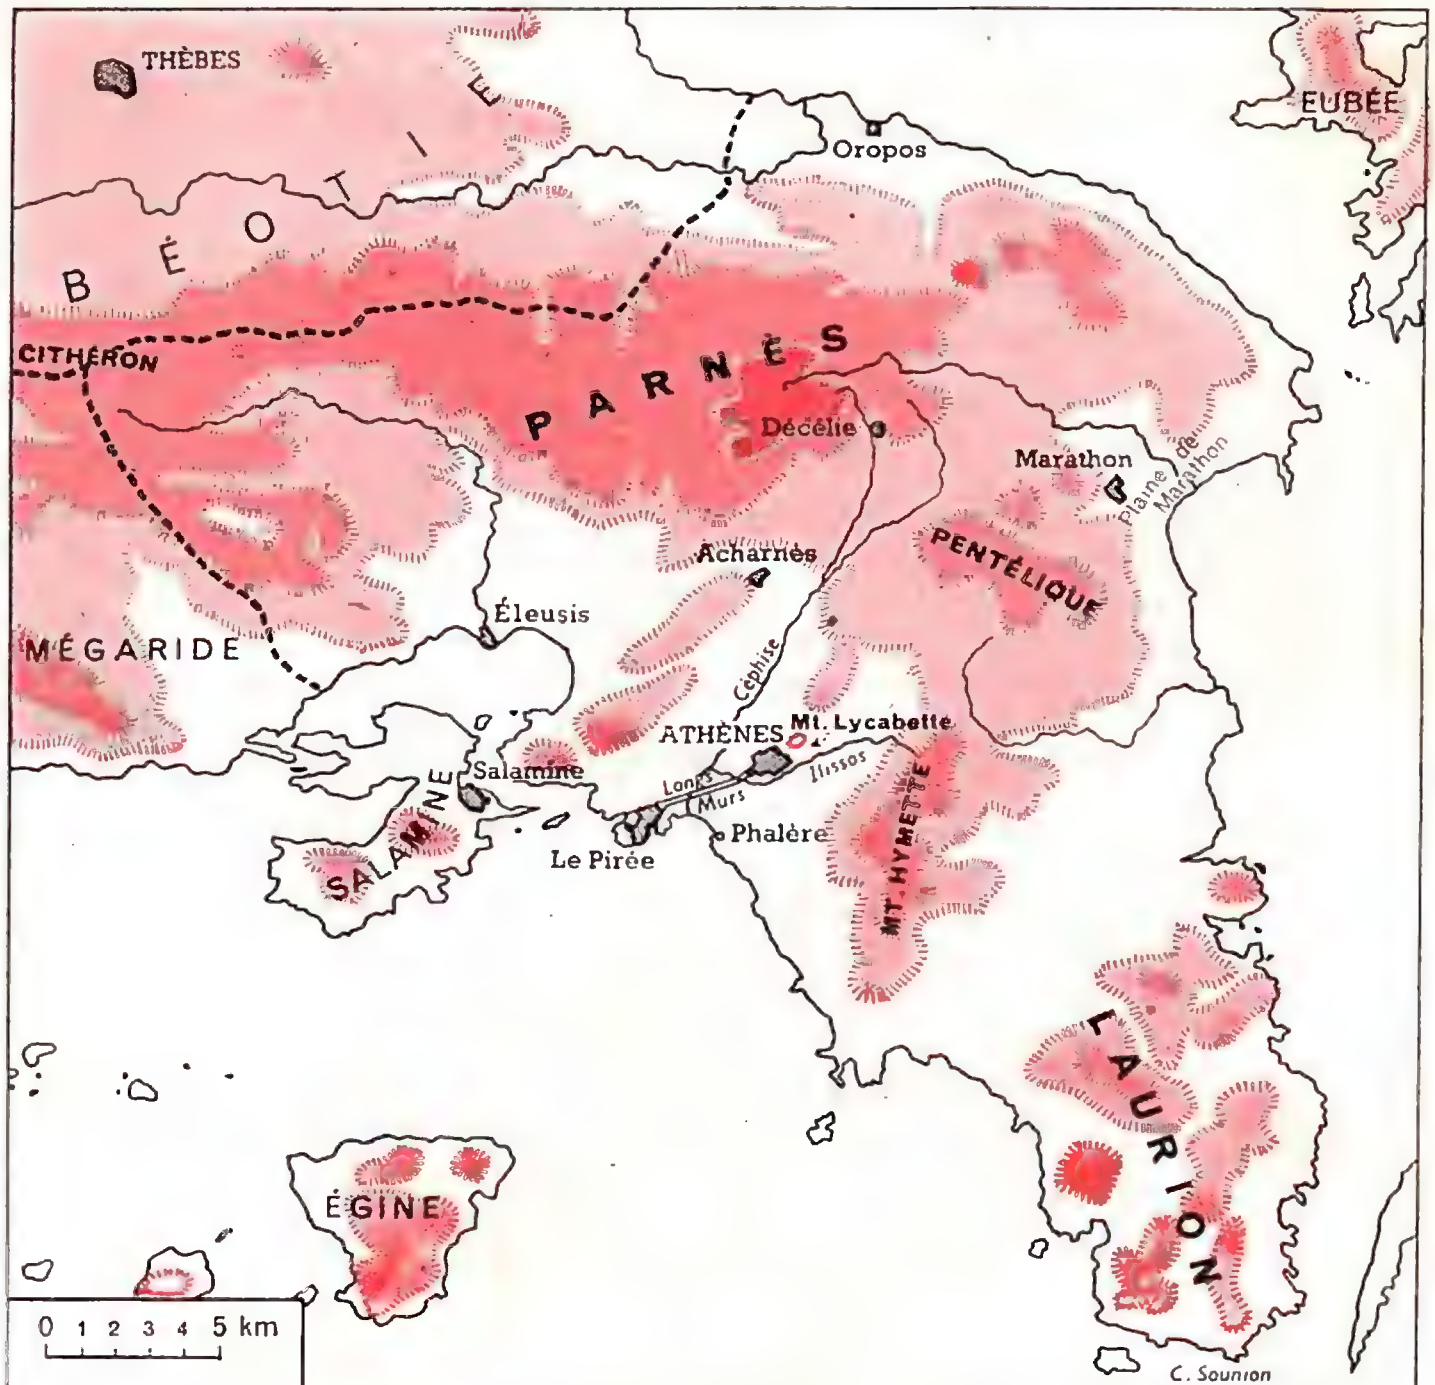 THÈBES
EUBÉE
Oropos
BÉOTIE
CITHÉRON
PARNÈS
Décélie
Marathon
Plaine de
Marathon
PENTÉLIQUE
Acharnès
Éleusis
MÉGARIDE
Céphise
ATHÈNES
Mt. Lycabette
Ilissos
Longs
Murs
Salamine
SALAMINE
Le Pirée
Phalère
MT. HYMETTE
LAURION
ÉGINE
0 1 2 3 4 5 km
C. Sounion